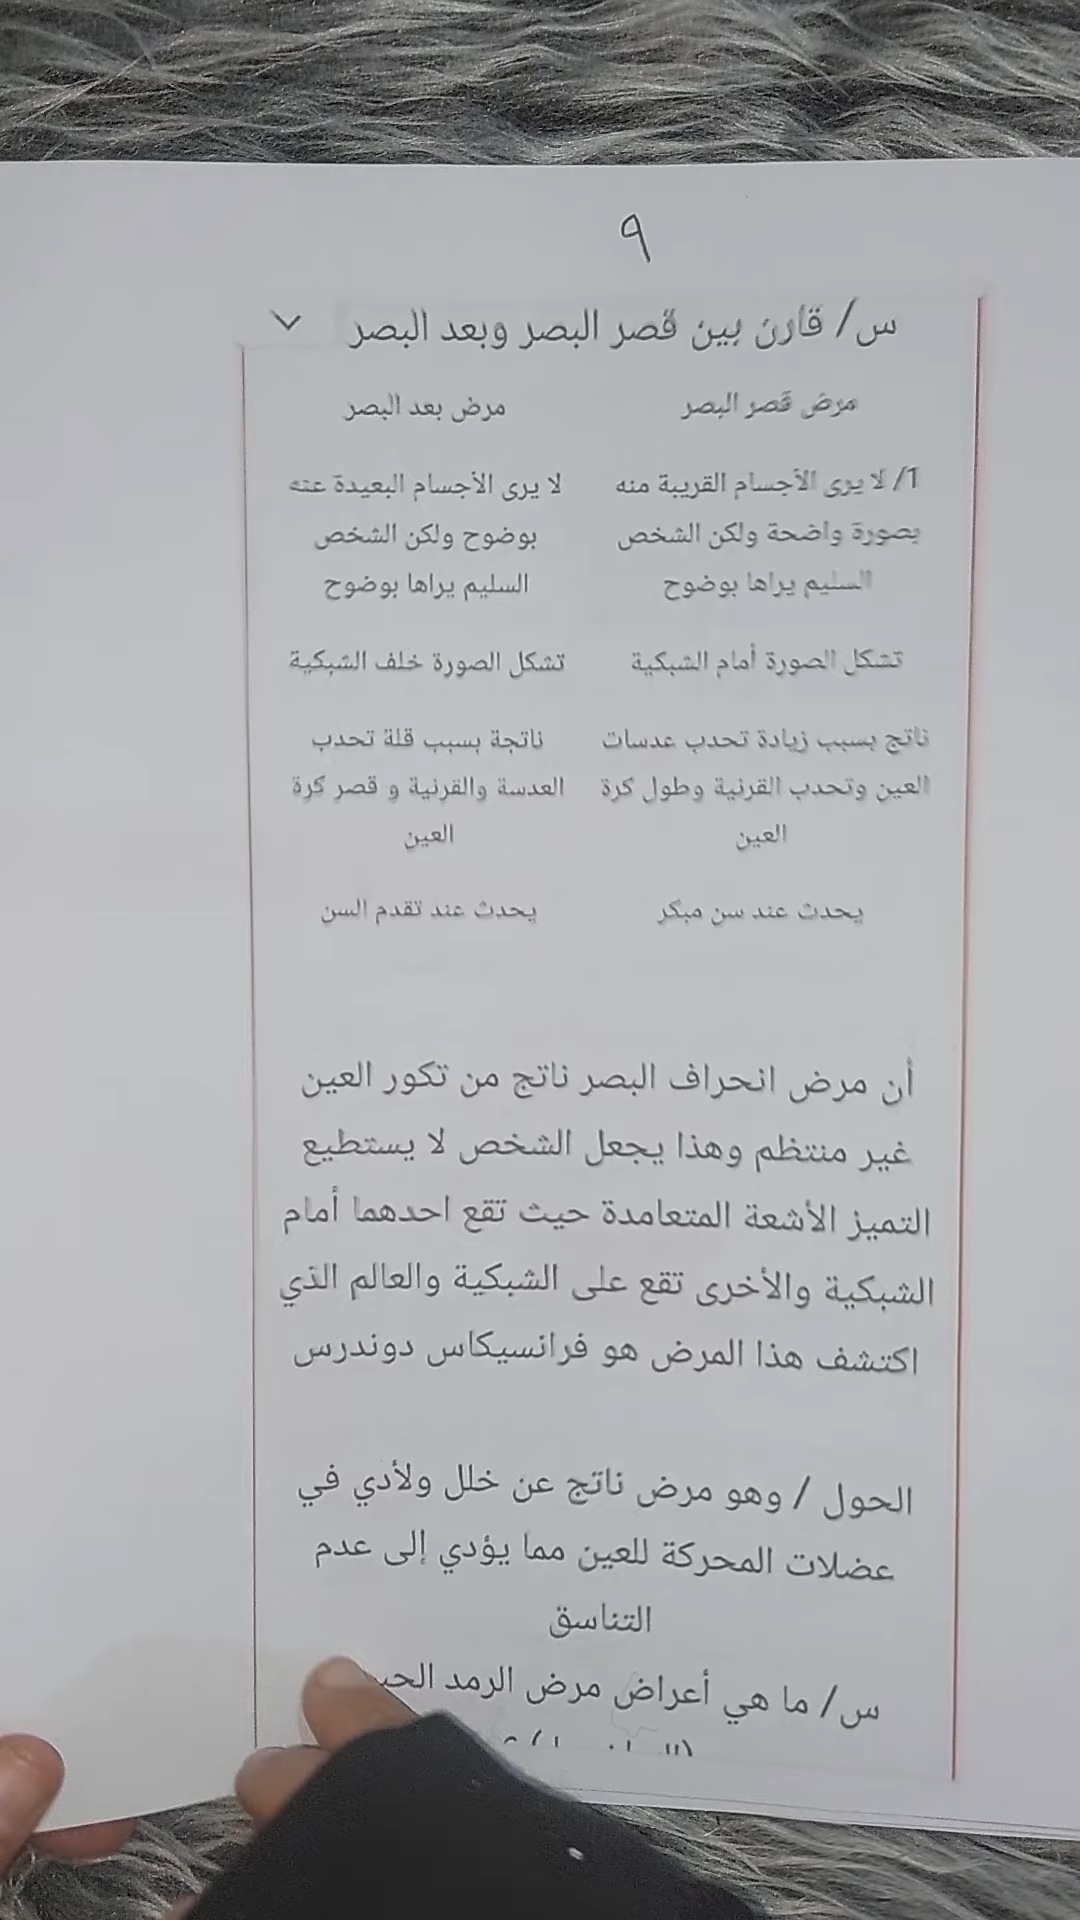 ٩
س/ قارن بين قصر البصر وبعد البصر
مرض قصر البصر مرض بعد البصر
1/ لا يرى الأجسام القريبة منه لا يرى الأجسام البعيدة عنه
بصورة واضحة ولكن الشخص بوضوح ولكن الشخص
السليم يراها بوضوح السليم يراها بوضوح
تشكل الصورة أمام الشبكية تشكل الصورة خلف الشبكية
ناتج بسبب زيادة تحدب عدسات ناتجة بسبب قلة تحدب
العين وتحدب القرنية وطول كرة العدسة والقرنية و قصر كرة
العين العين
يحدث عند سن مبكر يحدث عند تقدم السن
أن مرض انحراف البصر ناتج من تكور العين
غير منتظم وهذا يجعل الشخص لا يستطيع
التميز الأشعة المتعامدة حيث تقع احدهما أمام
الشبكية والأخرى تقع على الشبكية والعالم الذي
اكتشف هذا المرض هو فرانسيكاس دوندرس
الحول / وهو مرض ناتج عن خلل ولأدي في
عضلات المحركة للعين مما يؤدي إلى عدم
التناسق
س/ ما هي أعراض مرض الرمد